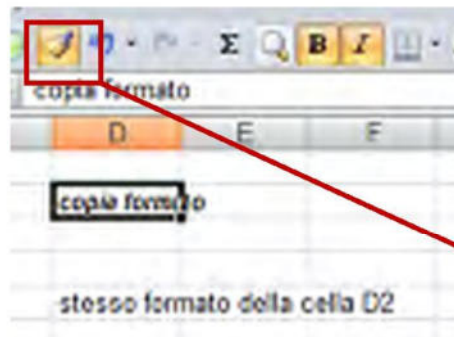 Σ B I
copia formato
D E F
copia formato
stesso formato della cella D2